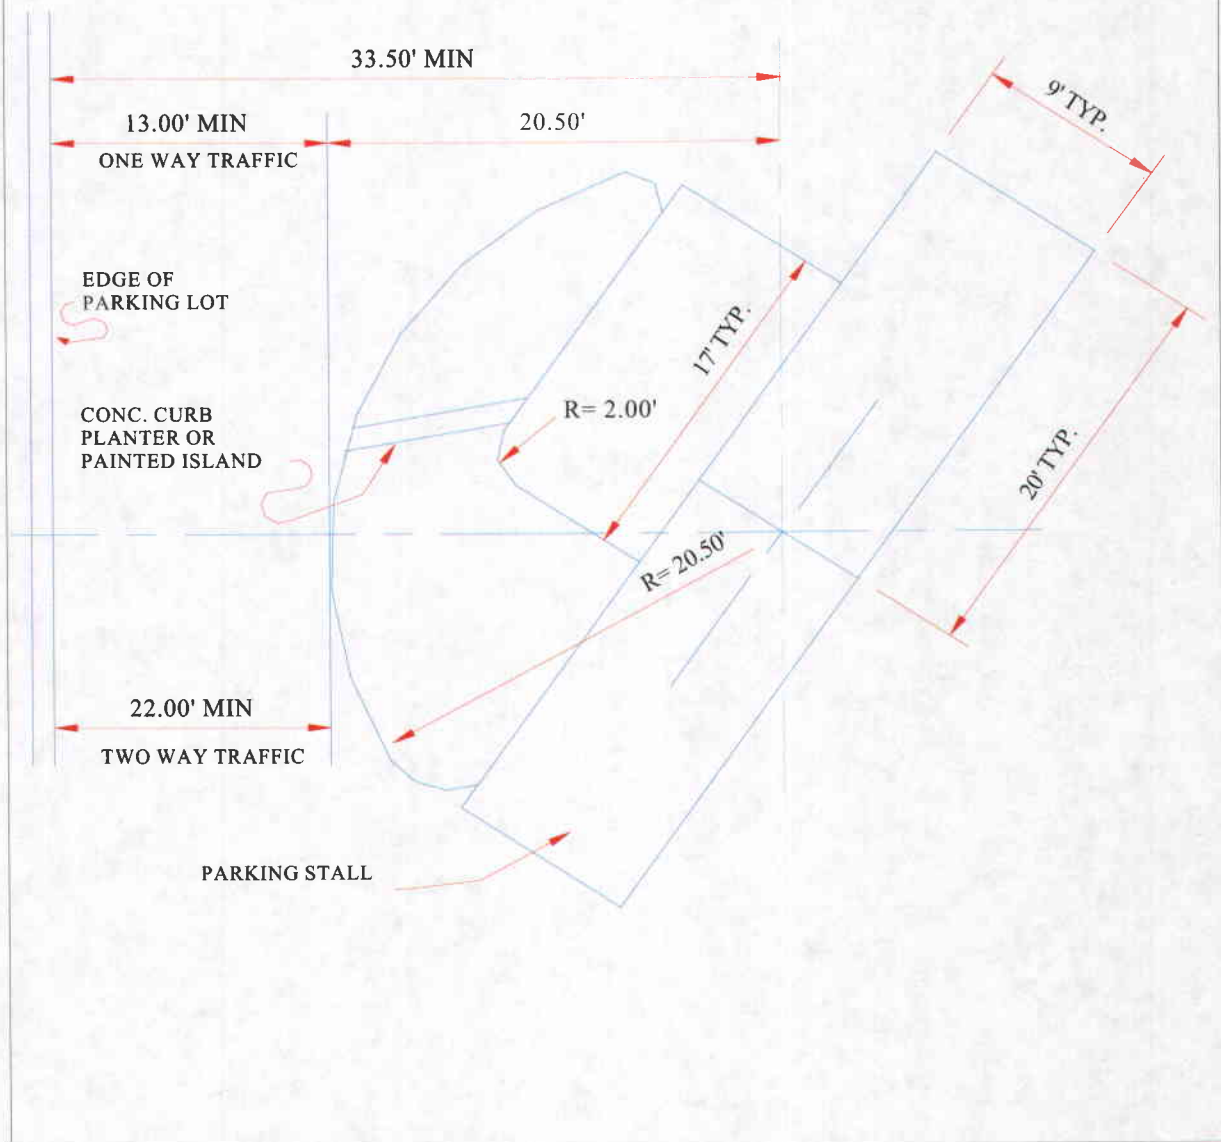 33.50' MIN
9' TYP.
13.00' MIN
20.50'
ONE WAY TRAFFIC
EDGE OF
PARKING LOT
17' TYP.
R= 2.00'
CONC. CURB
PLANTER OR
PAINTED ISLAND
20' TYP.
R= 20.50'
22.00' MIN
TWO WAY TRAFFIC
PARKING STALL